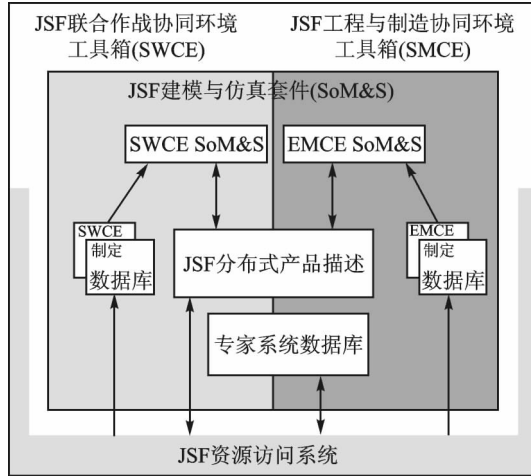 JSF联合作战协同环境
工具箱(SWCE)
JSF工程与制造协同环境
工具箱(SMCE)
JSF建模与仿真套件(SoM&S)
SWCE SoM&S
EMCE SoM&S
SWCE
制定
数据库
JSF分布式产品描述
EMCE
制定
数据库
专家系统数据库
JSF资源访问系统